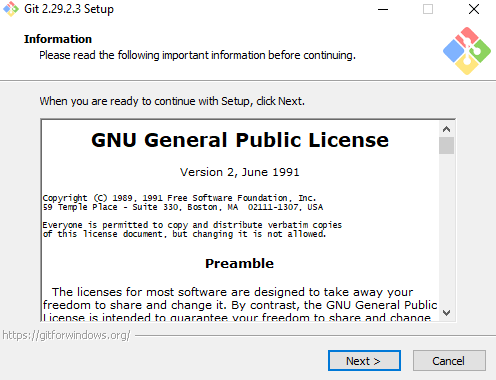 Git 2.29.2.3 Setup
Information
Please read the following important information before continuing.
When you are ready to continue with Setup, click Next.
GNU General Public License
Version 2, June 1991
Copyright (C) 1989, 1991 Free Software Foundation, Inc.
59 Temple Place - Suite 330, Boston, MA  02111-1307, USA
Everyone is permitted to copy and distribute verbatim copies
of this license document, but changing it is not allowed.
Preamble
The licenses for most software are designed to take away your
freedom to share and change it. By contrast, the GNU General Public
License is intended to guarantee your freedom to share and change
https://gitforwindows.org/
Next >
Cancel